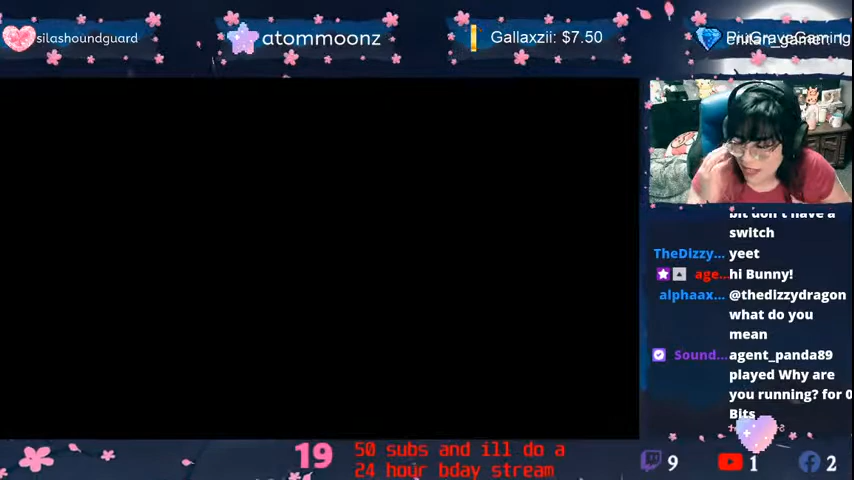 silashoundguard
atommoonz
Gallaxzii: $7.50
bit don't have a
switch
TheDizzy... yeet
age... hi Bunny!
alphaax... @thedizzydragon
what do you
mean
Sound... agent_panda89
played Why are
you running? for 0
Bits
19
50 subs and ill do a
24 hour bday stream
9
1
2